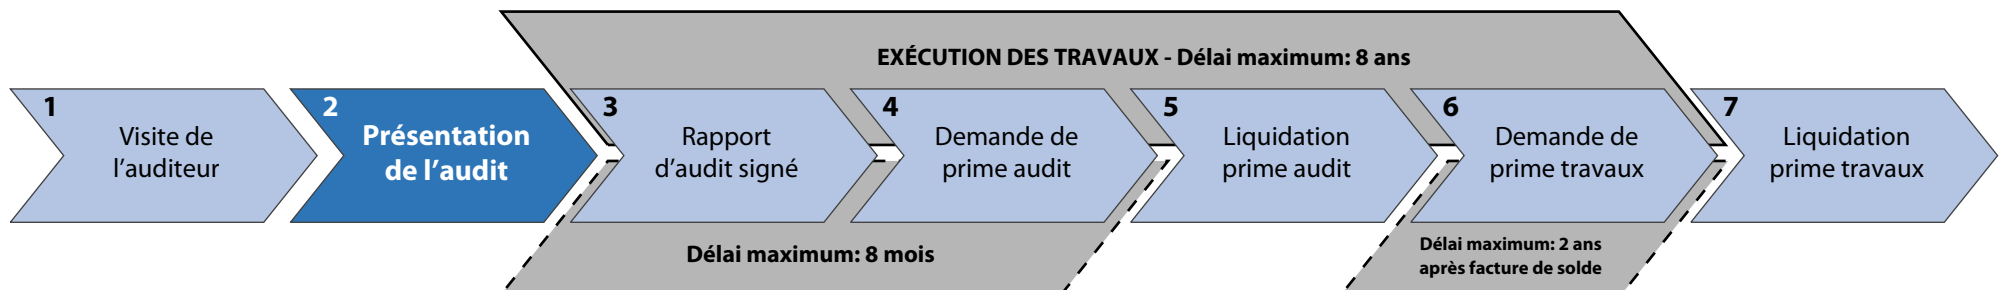 EXÉCUTION DES TRAVAUX - Délai maximum: 8 ans
1
Visite de
l'auditeur
2
Présentation
de l'audit
3
Rapport
d'audit signé
4
Demande de
prime audit
5
Liquidation
prime audit
6
Demande de
prime travaux
7
Liquidation
prime travaux
Délai maximum: 8 mois
Délai maximum: 2 ans
après facture de solde